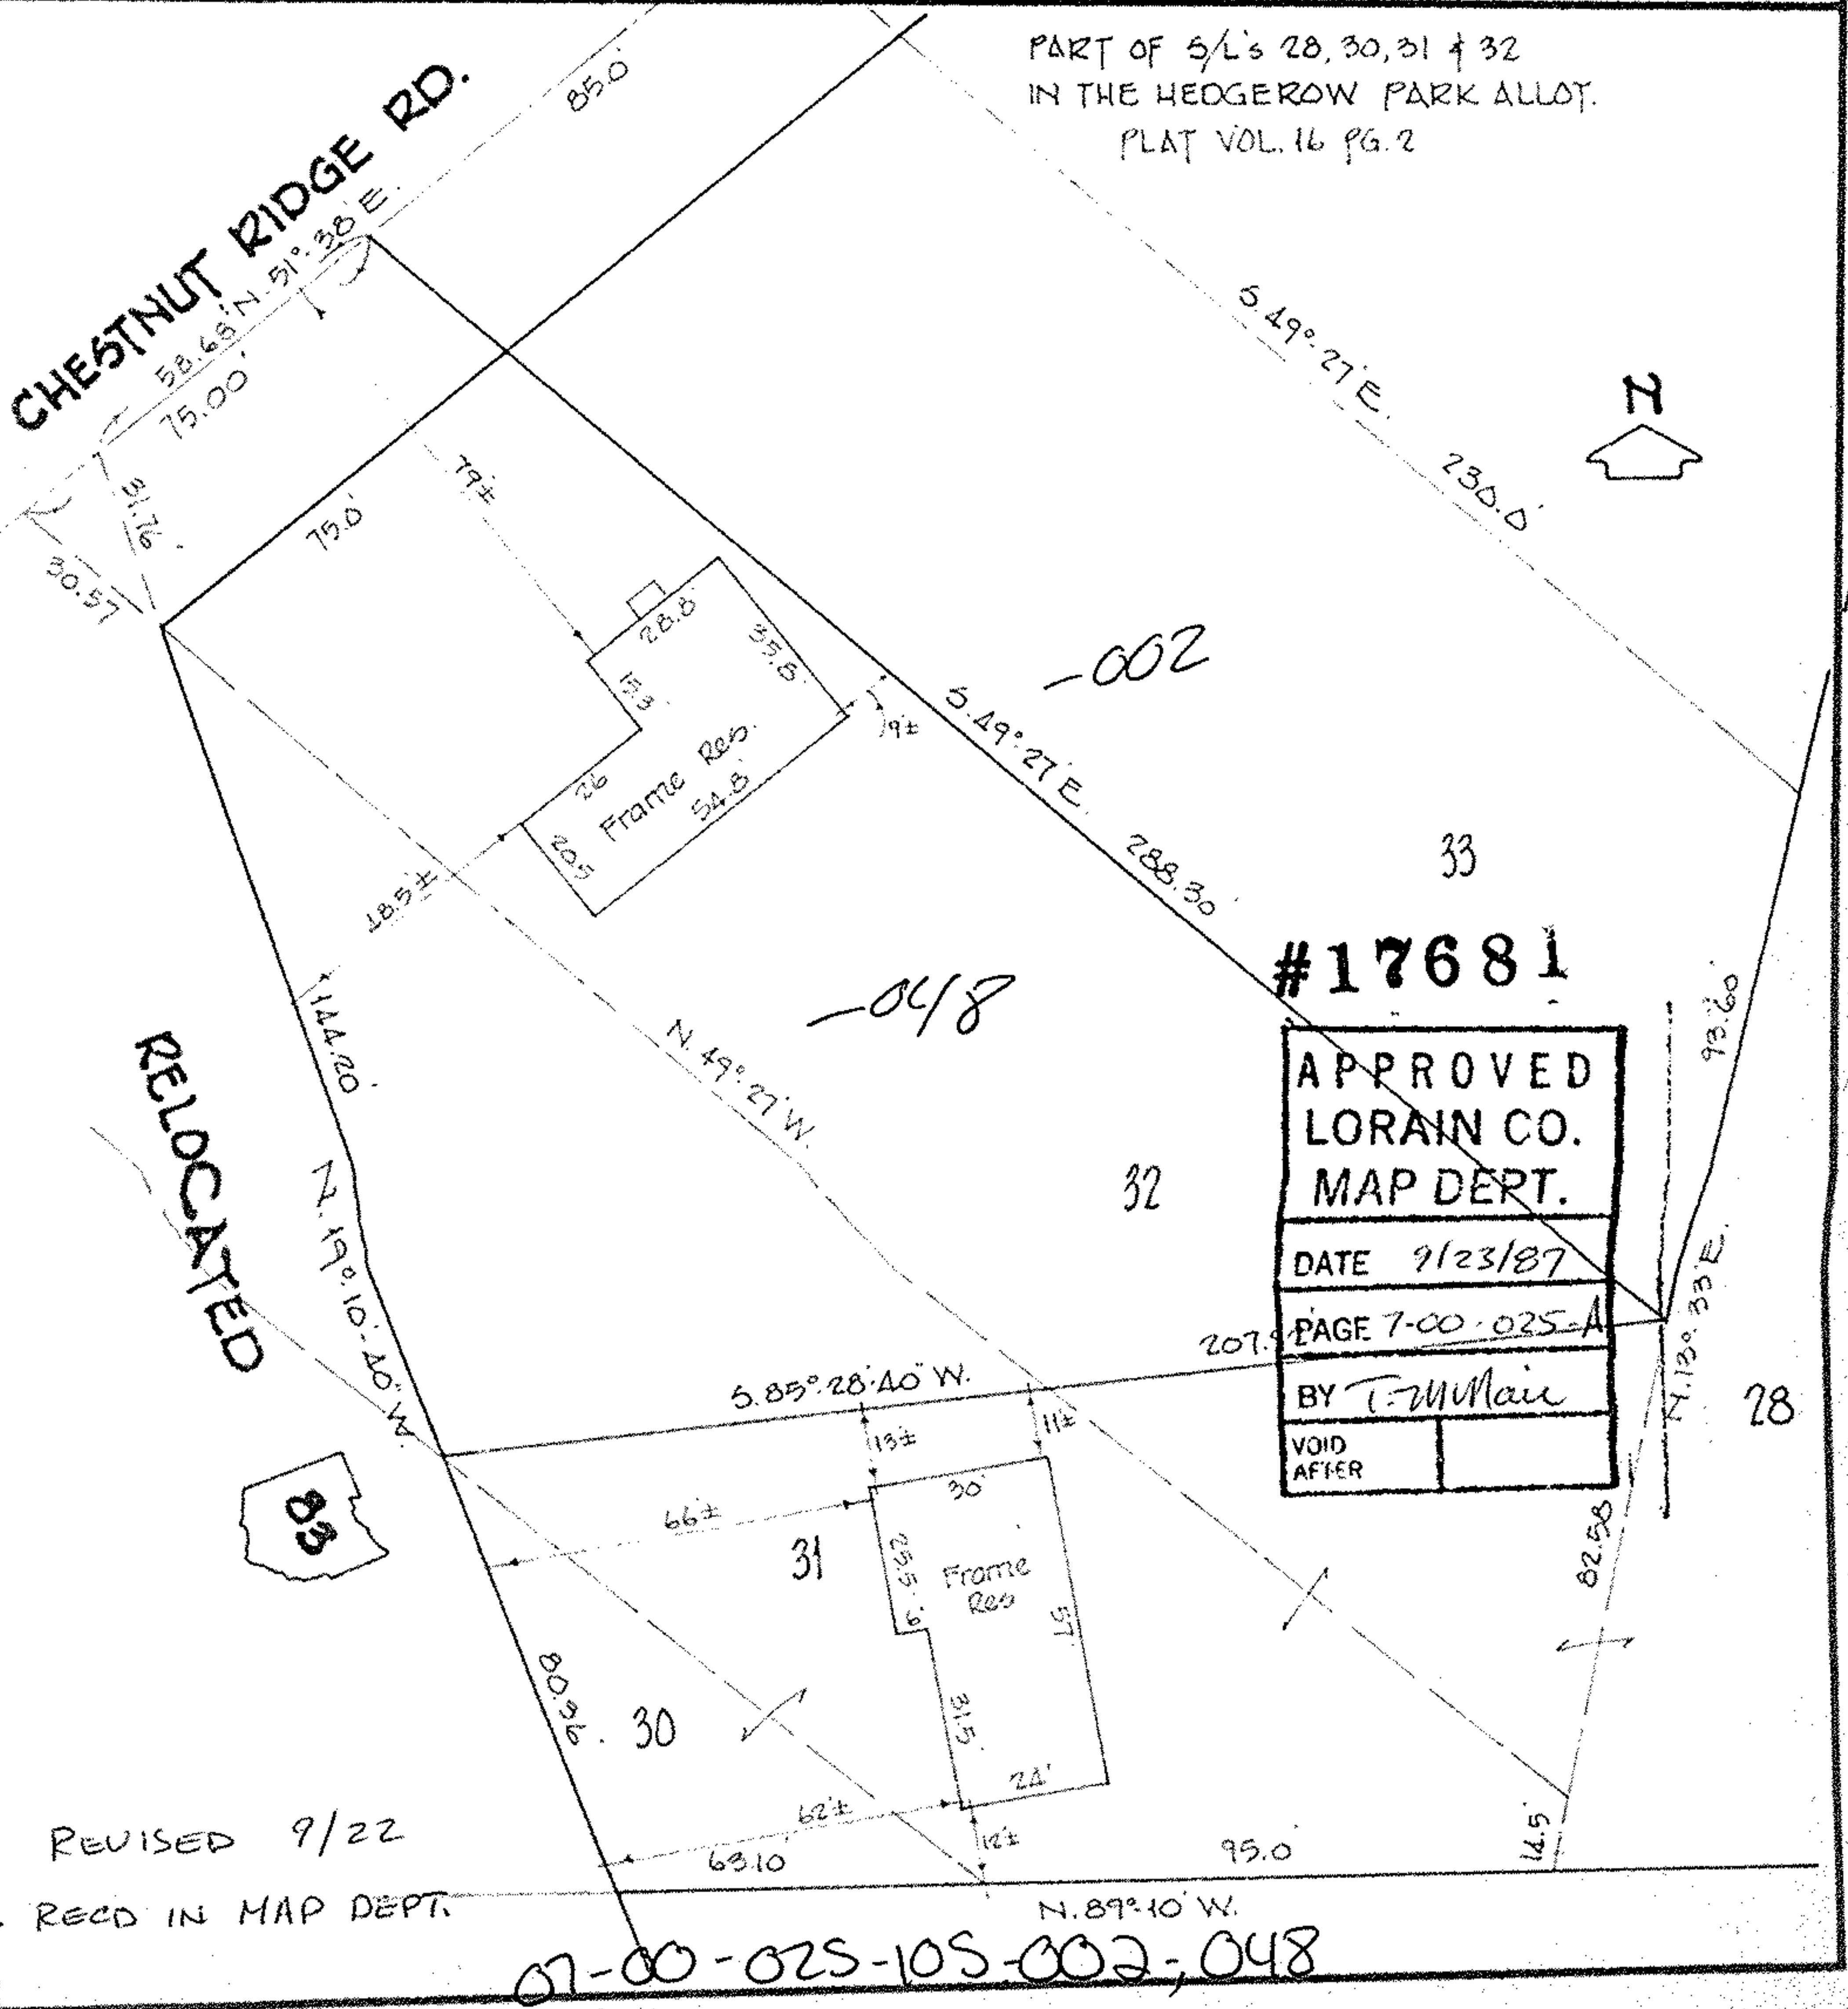 PART OF S/L's 28, 30, 31 & 32
IN THE HEDGEROW PARK ALLOT.
PLAT VOL. 16 PG. 2
CHESTNUT RIDGE RD.
85.0'
58.68' N. 51°-38' E.
75.00'
31.76'
30.57
75.0'
79'±
S. 49°-27' E.
230.0'
N
28.8'
35.8'
15.3'
26
20.5
54.8'
Frame Res.
9'±
18.5'±
-002
S. 49°-27' E.
288.30'
33
-048
#17681
APPROVED
LORAIN CO.
MAP DEPT.
DATE 9/23/87
PAGE 7-00-025-A
BY
VOID
AFTER
93.60'
144.20'
N. 49°-27' W.
32
RELOCATED
N. 19°-10'-40" W.
83
S. 85°-28'-40" W.
N. 13°-33' E.
28
13'±
11'±
30'
66'±
31
25.5'
6'
Frame
Res
57'
31.5'
24'
82.58
80.96'
30
62'±
12'±
63.10'
95.0'
14.5'
N. 89°-10' W.
REVISED 9/22
RECD IN MAP DEPT.
07-00-025-105-002-,048